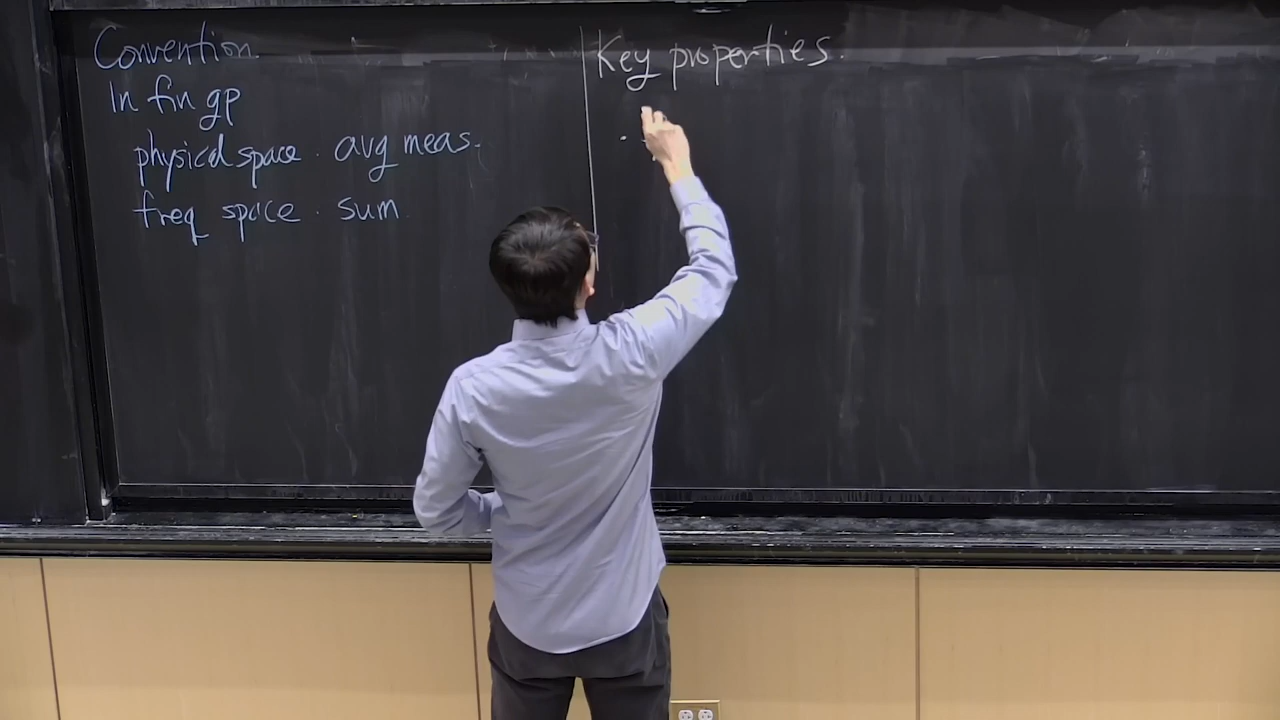 Convention
In fin gp
physical space · avg meas.
freq space · sum
Key properties.